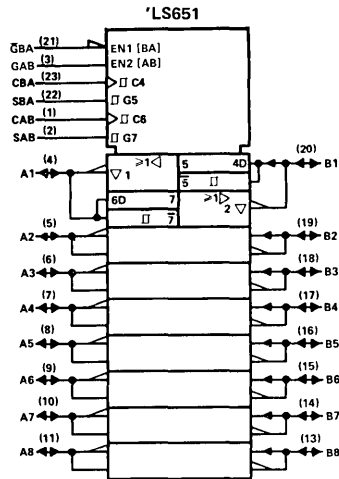 'LS651
G̅BA (21) EN1 [BA]
GAB (3) EN2 [AB]
CBA (23) C4
SBA (22) G5
CAB (1) C6
SAB (2) G7
A1 (4) ▽ 1 ≥1 ◁ 5 4D (20) B1
5̅
6D 7 ≥1 ▷
7̅ 2 ▽
A2 (5) (19) B2
A3 (6) (18) B3
A4 (7) (17) B4
A5 (8) (16) B5
A6 (9) (15) B6
A7 (10) (14) B7
A8 (11) (13) B8